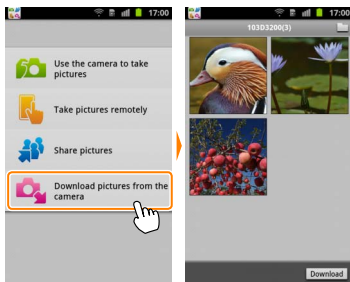 17:00
Use the camera to take
pictures
Take pictures remotely
Share pictures
Download pictures from the
camera
17:00
103D3200(3)
Download